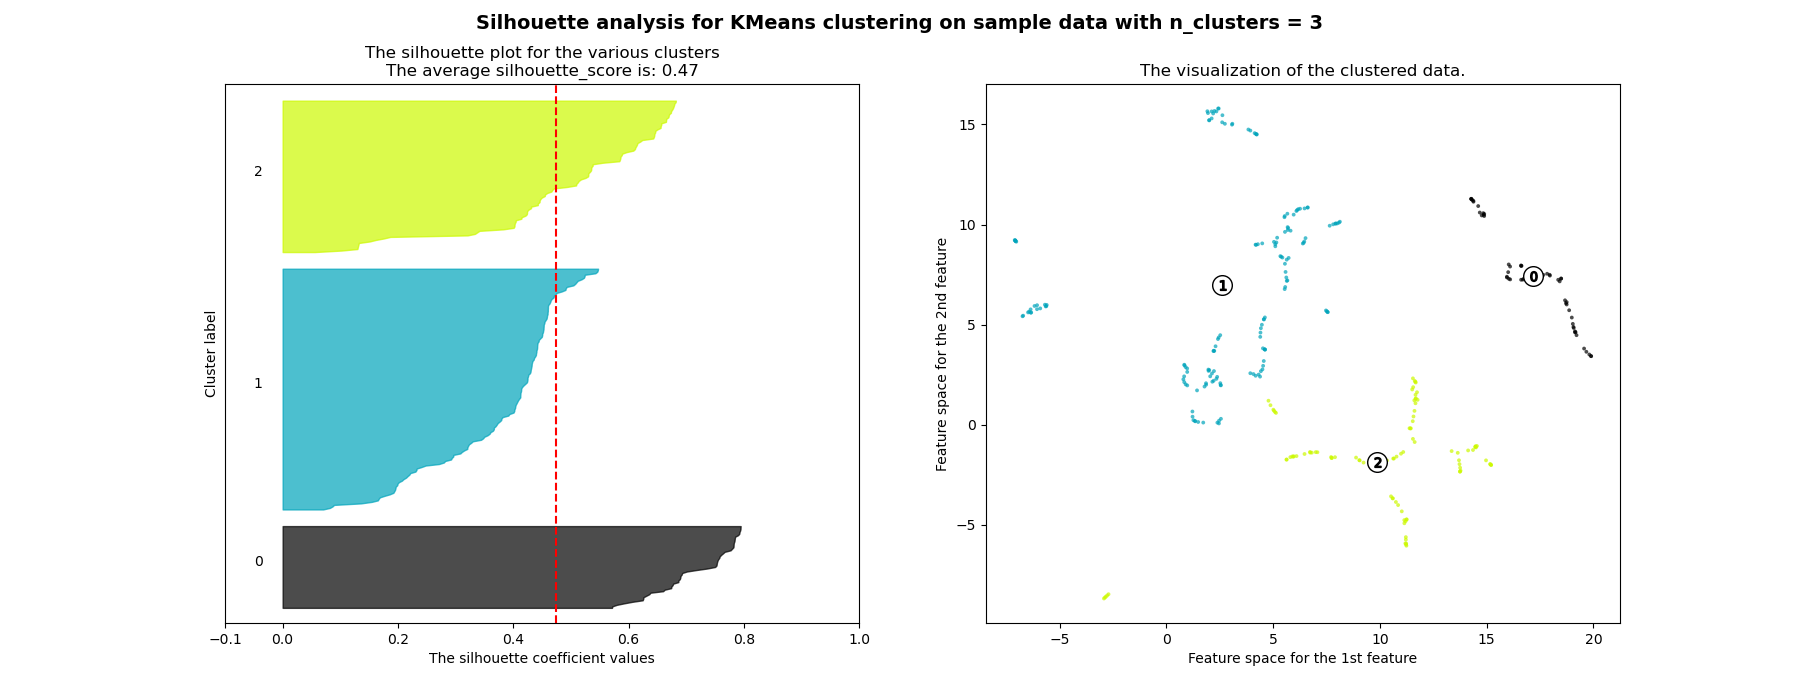 Silhouette analysis for KMeans clustering on sample data with n_clusters = 3
The silhouette plot for the various clusters
The average silhouette_score is: 0.47
2
1
0
Cluster label
−0.1 0.0 0.2 0.4 0.6 0.8 1.0
The silhouette coefficient values
The visualization of the clustered data.
15
10
5
0
−5
Feature space for the 2nd feature
0
1
2
−5 0 5 10 15 20
Feature space for the 1st feature